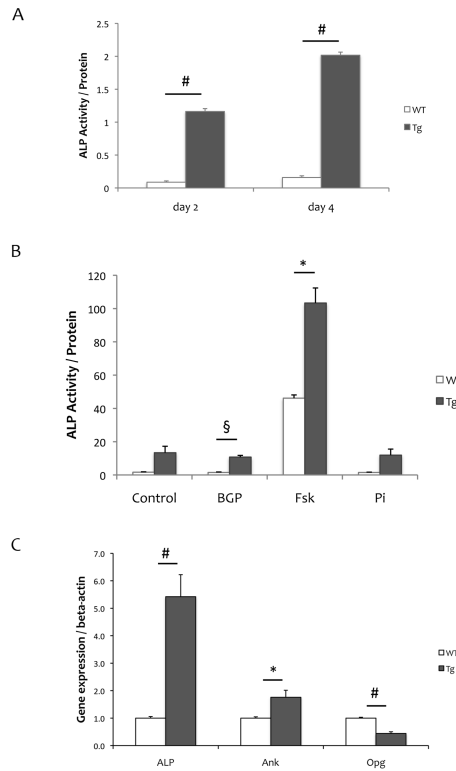 A
ALP Activity / Protein
2.5
2
1.5
1
0.5
0
#
#
day 2
day 4
WT
Tg
B
ALP Activity / Protein
120
100
80
60
40
20
0
§
*
Control
BGP
Fsk
Pi
W
Tg
C
Gene expression / beta-actin
7.0
6.0
5.0
4.0
3.0
2.0
1.0
0.0
#
*
#
ALP
Ank
Opg
WT
Tg